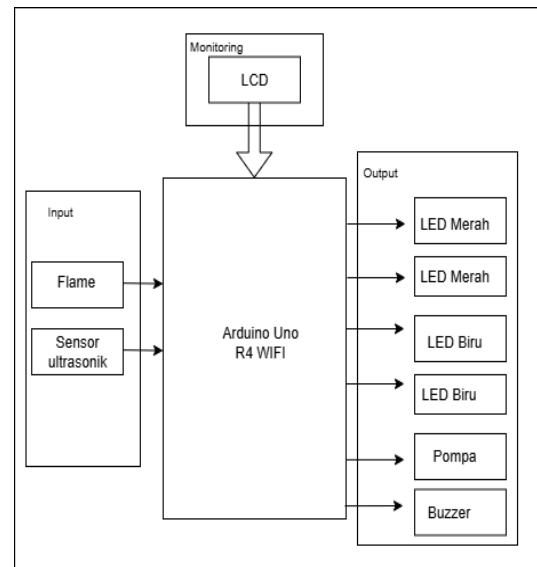 Monitoring
LCD
Input
Flame
Sensor
ultrasonik
Arduino Uno
R4 WIFI
Output
LED Merah
LED Merah
LED Biru
LED Biru
Pompa
Buzzer